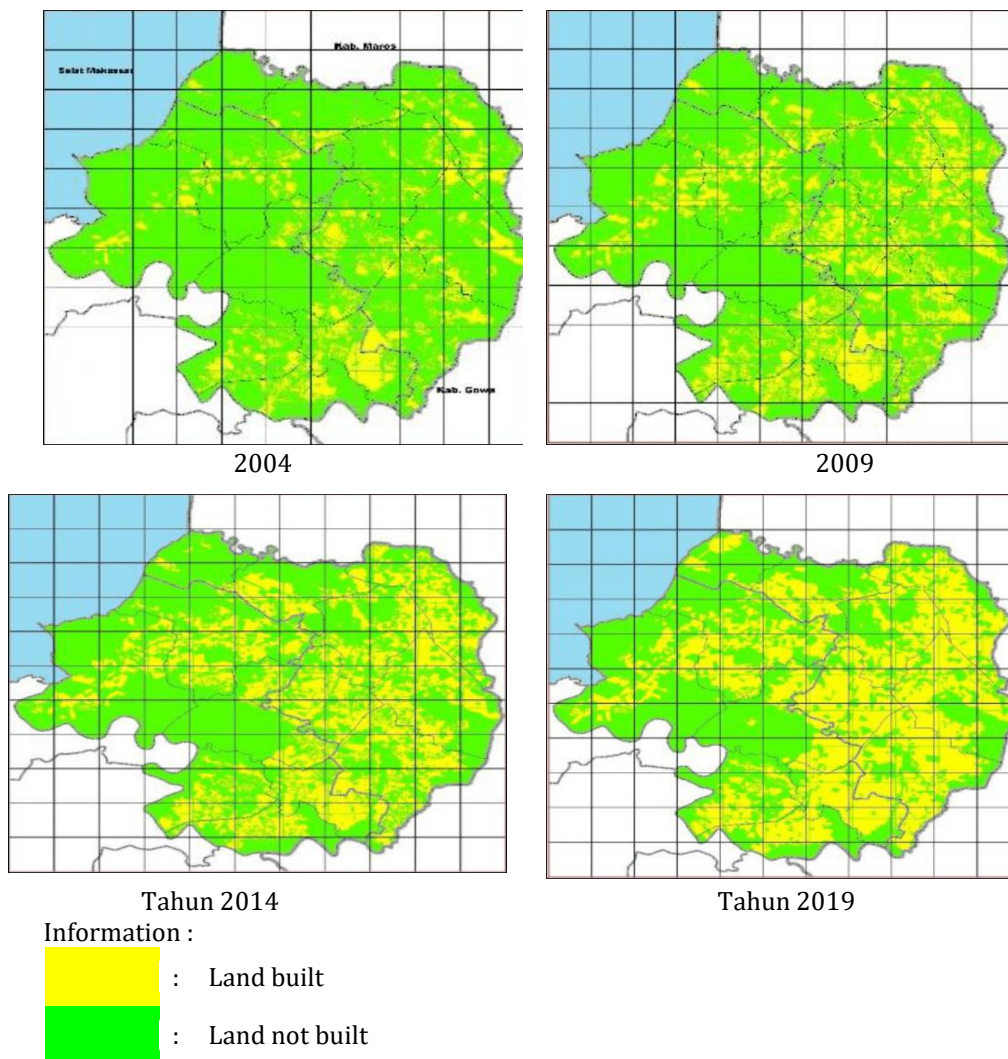 Kab. Maros
Selat Makassar
Kab. Gowa
2004
2009
Tahun 2014
Tahun 2019
Information :
: Land built
: Land not built